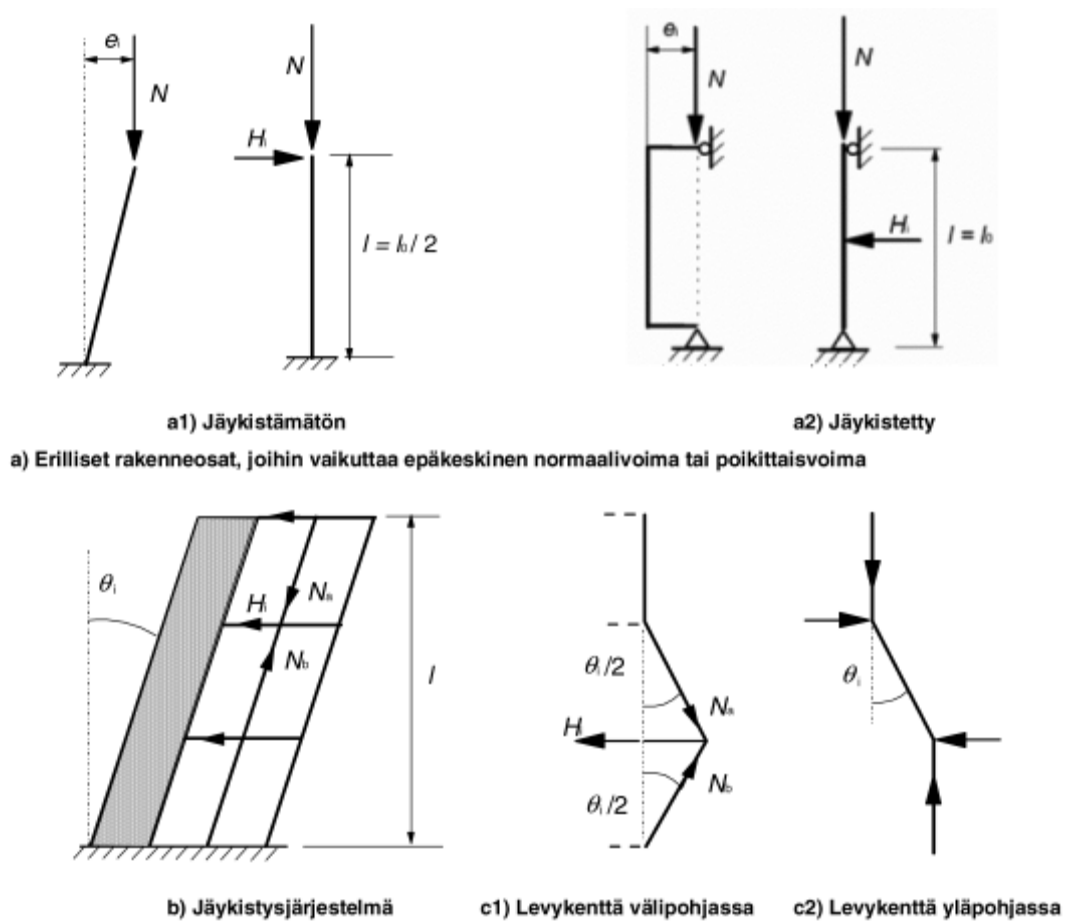 eᵢ
N
N
Hᵢ
l = l₀/ 2
eᵢ
N
N
Hᵢ
l = l₀
a1) Jäykistämätön
a2) Jäykistetty
a) Erilliset rakenneosat, joihin vaikuttaa epäkeskinen normaalivoima tai poikittaisvoima
θᵢ
Hᵢ
Nₐ
N_b
l
θᵢ/2
Hᵢ
Nₐ
N_b
θᵢ/2
θᵢ
b) Jäykistysjärjestelmä
c1) Levykenttä välipohjassa
c2) Levykenttä yläpohjassa